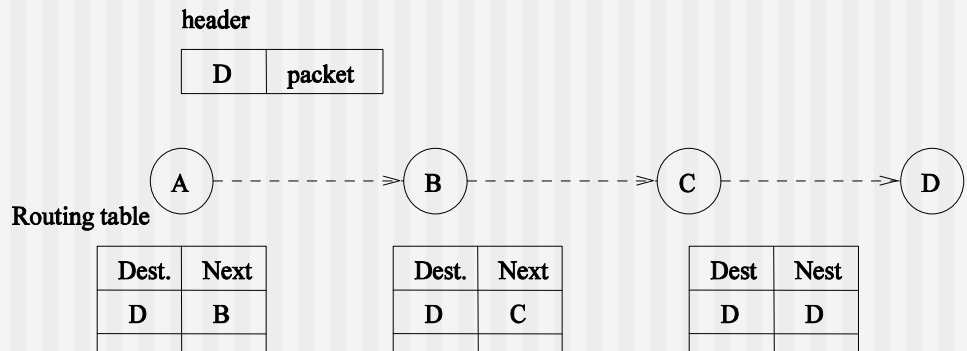 header
D packet
A B C D
Routing table
Dest. Next Dest. Next Dest Nest
D B D C D D